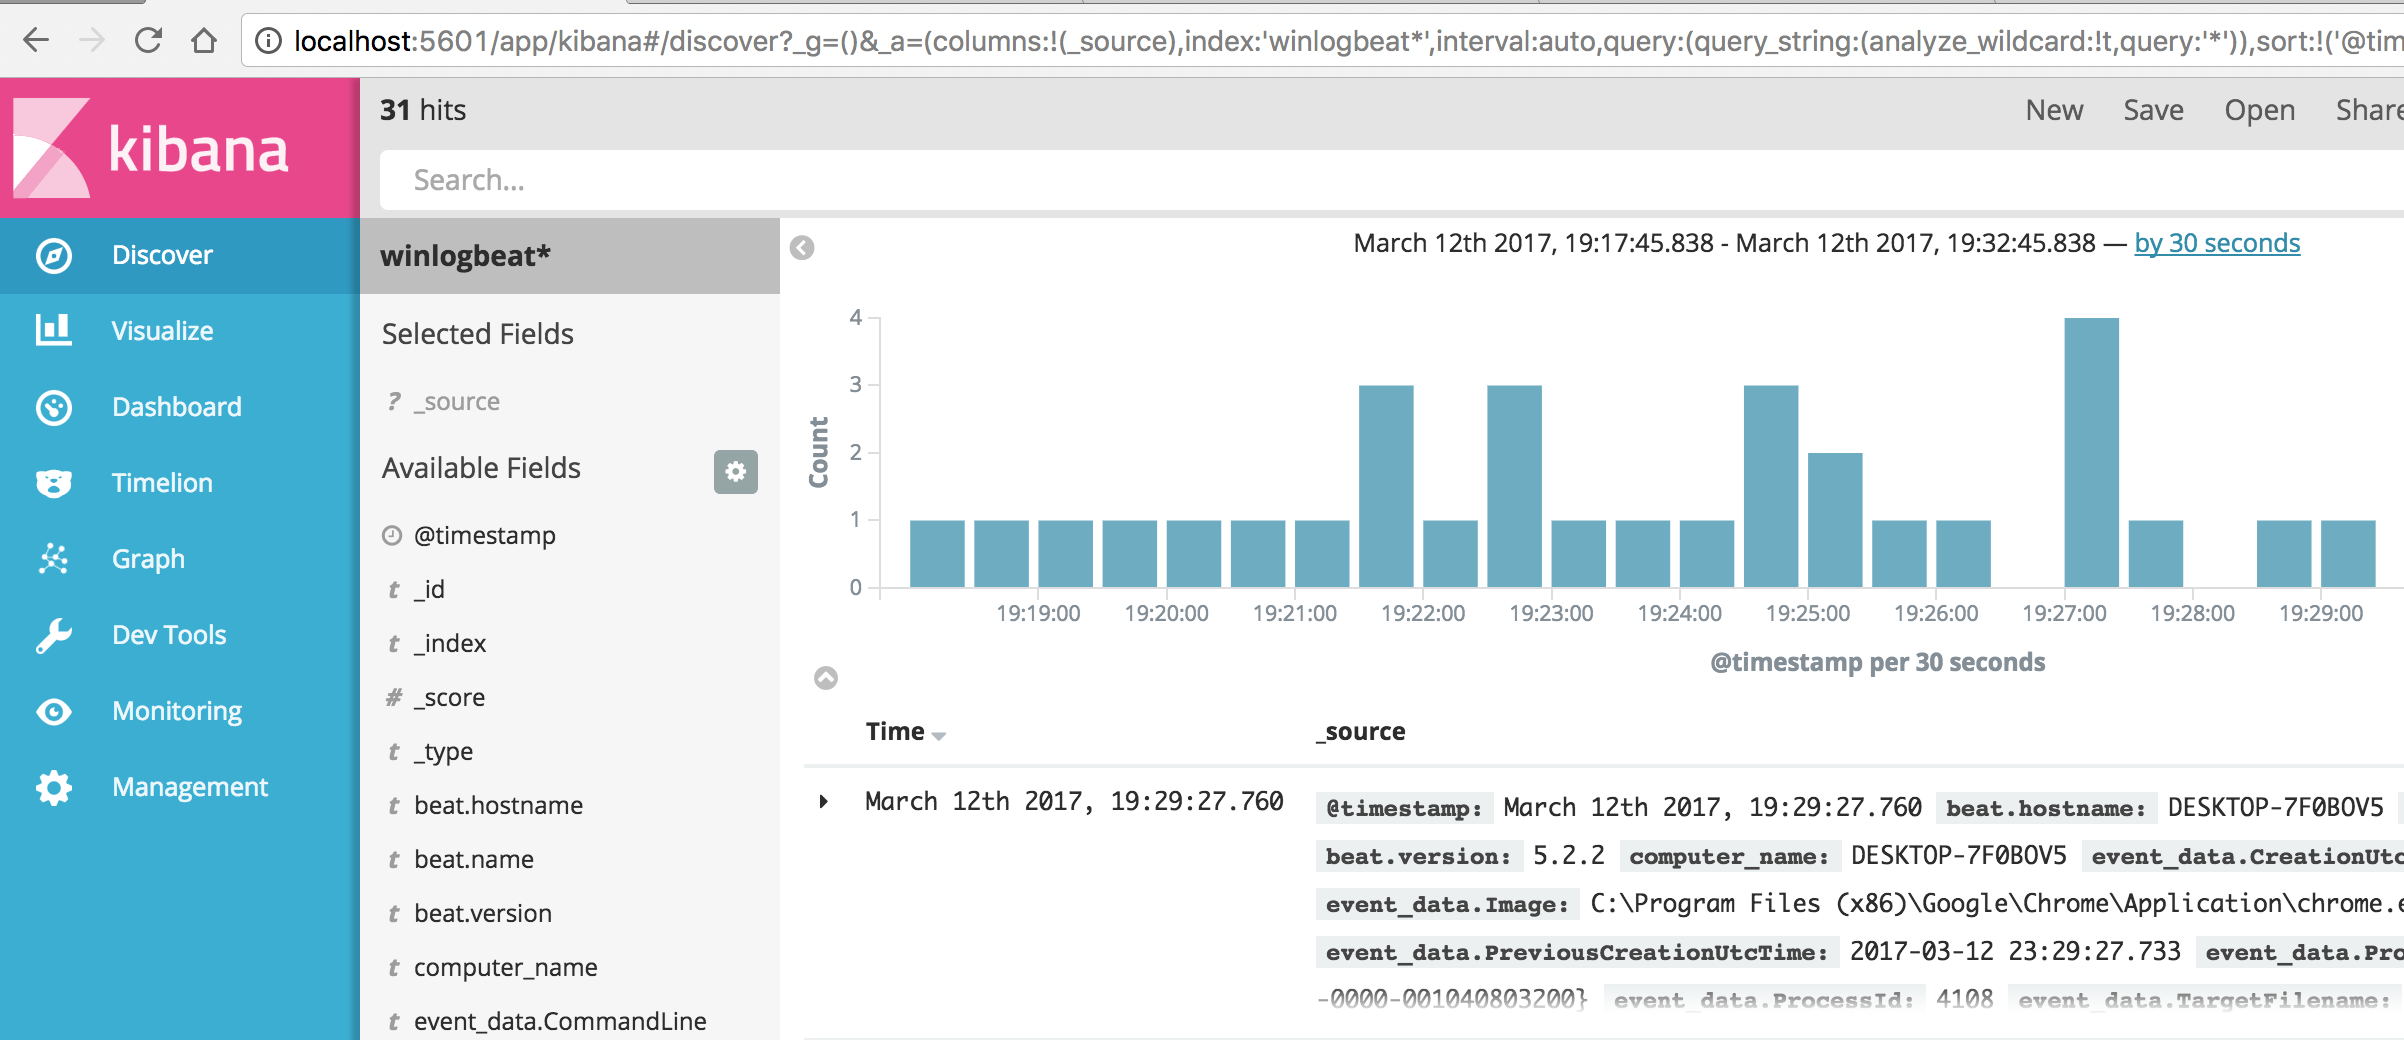 localhost:5601/app/kibana#/discover?_g=()&_a=(columns:!(_source),index:'winlogbeat*',interval:auto,query:(query_string:(analyze_wildcard:!t,query:'*')),sort:!('@tim
kibana
31 hits
New Save Open Share
Search...
Discover
Visualize
Dashboard
Timelion
Graph
Dev Tools
Monitoring
Management
winlogbeat*
Selected Fields
? _source
Available Fields
@timestamp
t _id
t _index
# _score
t _type
t beat.hostname
t beat.name
t beat.version
t computer_name
t event_data.CommandLine
March 12th 2017, 19:17:45.838 - March 12th 2017, 19:32:45.838 — by 30 seconds
Count
4
3
2
1
0
19:19:00 19:20:00 19:21:00 19:22:00 19:23:00 19:24:00 19:25:00 19:26:00 19:27:00 19:28:00 19:29:00
@timestamp per 30 seconds
Time _source
March 12th 2017, 19:29:27.760
@timestamp: March 12th 2017, 19:29:27.760 beat.hostname: DESKTOP-7F0BOV5
beat.version: 5.2.2 computer_name: DESKTOP-7F0BOV5 event_data.CreationUtc
event_data.Image: C:\Program Files (x86)\Google\Chrome\Application\chrome.e
event_data.PreviousCreationUtcTime: 2017-03-12 23:29:27.733 event_data.Pro
-0000-001040803200} event_data.ProcessId: 4108 event_data.TargetFilename: